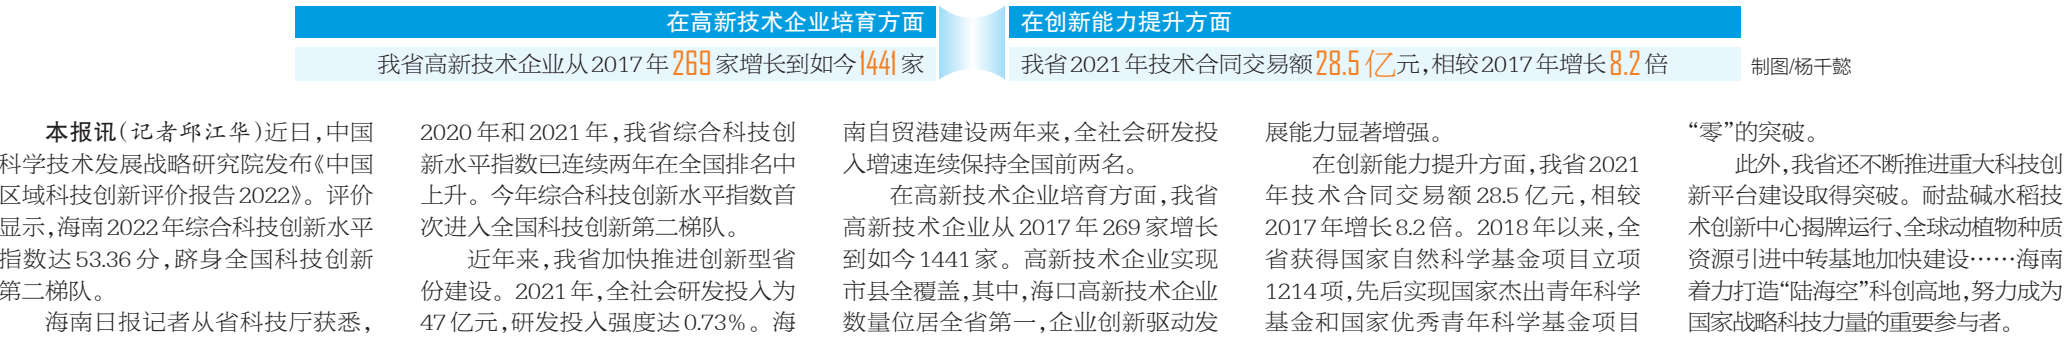 在高新技术企业培育方面
我省高新技术企业从2017年269家增长到如今1441家
在创新能力提升方面
我省2021年技术合同交易额28.5亿元,相较2017年增长8.2倍
制图/杨千懿
本报讯(记者邱江华)近日,中国
科学技术发展战略研究院发布《中国
区域科技创新评价报告2022》。评价
显示,海南2022年综合科技创新水平
指数达53.36分,跻身全国科技创新
第二梯队。
海南日报记者从省科技厅获悉,
2020年和2021年,我省综合科技创
新水平指数已连续两年在全国排名中
上升。今年综合科技创新水平指数首
次进入全国科技创新第二梯队。
近年来,我省加快推进创新型省
份建设。2021年,全社会研发投入为
47亿元,研发投入强度达0.73%。海
南自贸港建设两年来,全社会研发投
入增速连续保持全国前两名。
在高新技术企业培育方面,我省
高新技术企业从2017年269家增长
到如今1441家。高新技术企业实现
市县全覆盖,其中,海口高新技术企业
数量位居全省第一,企业创新驱动发
展能力显著增强。
在创新能力提升方面,我省2021
年技术合同交易额28.5亿元,相较
2017年增长8.2倍。2018年以来,全
省获得国家自然科学基金项目立项
1214项,先后实现国家杰出青年科学
基金和国家优秀青年科学基金项目
“零”的突破。
此外,我省还不断推进重大科技创
新平台建设取得突破。耐盐碱水稻技
术创新中心揭牌运行、全球动植物种质
资源引进中转基地加快建设……海南
着力打造“陆海空”科创高地,努力成为
国家战略科技力量的重要参与者。